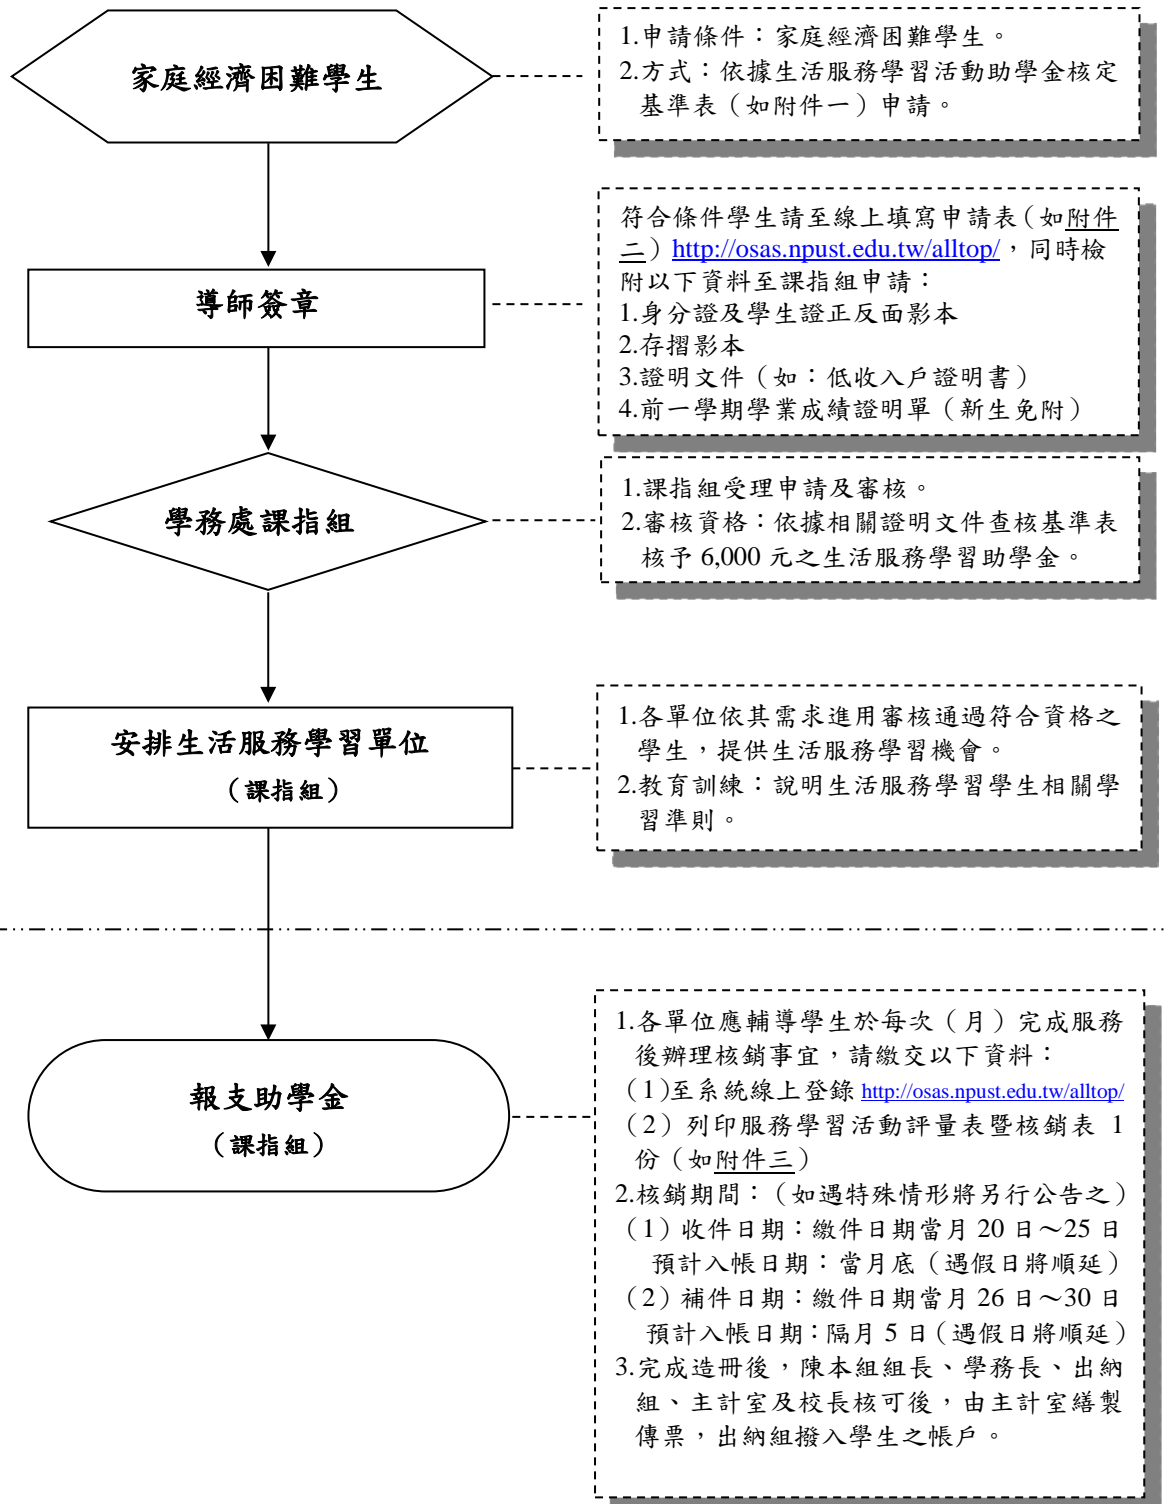 家庭經濟困難學生
1.申請條件：家庭經濟困難學生。
2.方式：依據生活服務學習活動助學金核定
基準表（如附件一）申請。
符合條件學生請至線上填寫申請表（如附件
二）http://osas.npust.edu.tw/alltop/，同時檢
附以下資料至課指組申請：
1.身分證及學生證正反面影本
2.存摺影本
3.證明文件（如：低收入戶證明書）
4.前一學期學業成績證明單（新生免附）
導師簽章
學務處課指組
1.課指組受理申請及審核。
2.審核資格：依據相關證明文件查核基準表
核予 6,000 元之生活服務學習助學金。
安排生活服務學習單位
（課指組）
1.各單位依其需求進用審核通過符合資格之
學生，提供生活服務學習機會。
2.教育訓練：說明生活服務學習學生相關學
習準則。
報支助學金
（課指組）
1.各單位應輔導學生於每次（月）完成服務
後辦理核銷事宜，請繳交以下資料：
（1）至系統線上登錄 http://osas.npust.edu.tw/alltop/
（2）列印服務學習活動評量表暨核銷表 1
份（如附件三）
2.核銷期間：（如遇特殊情形將另行公告之）
（1）收件日期：繳件日期當月 20 日～25 日
預計入帳日期：當月底（遇假日將順延）
（2）補件日期：繳件日期當月 26 日～30 日
預計入帳日期：隔月 5 日（遇假日將順延）
3.完成造冊後，陳本組組長、學務長、出納
組、主計室及校長核可後，由主計室繕製
傳票，出納組撥入學生之帳戶。